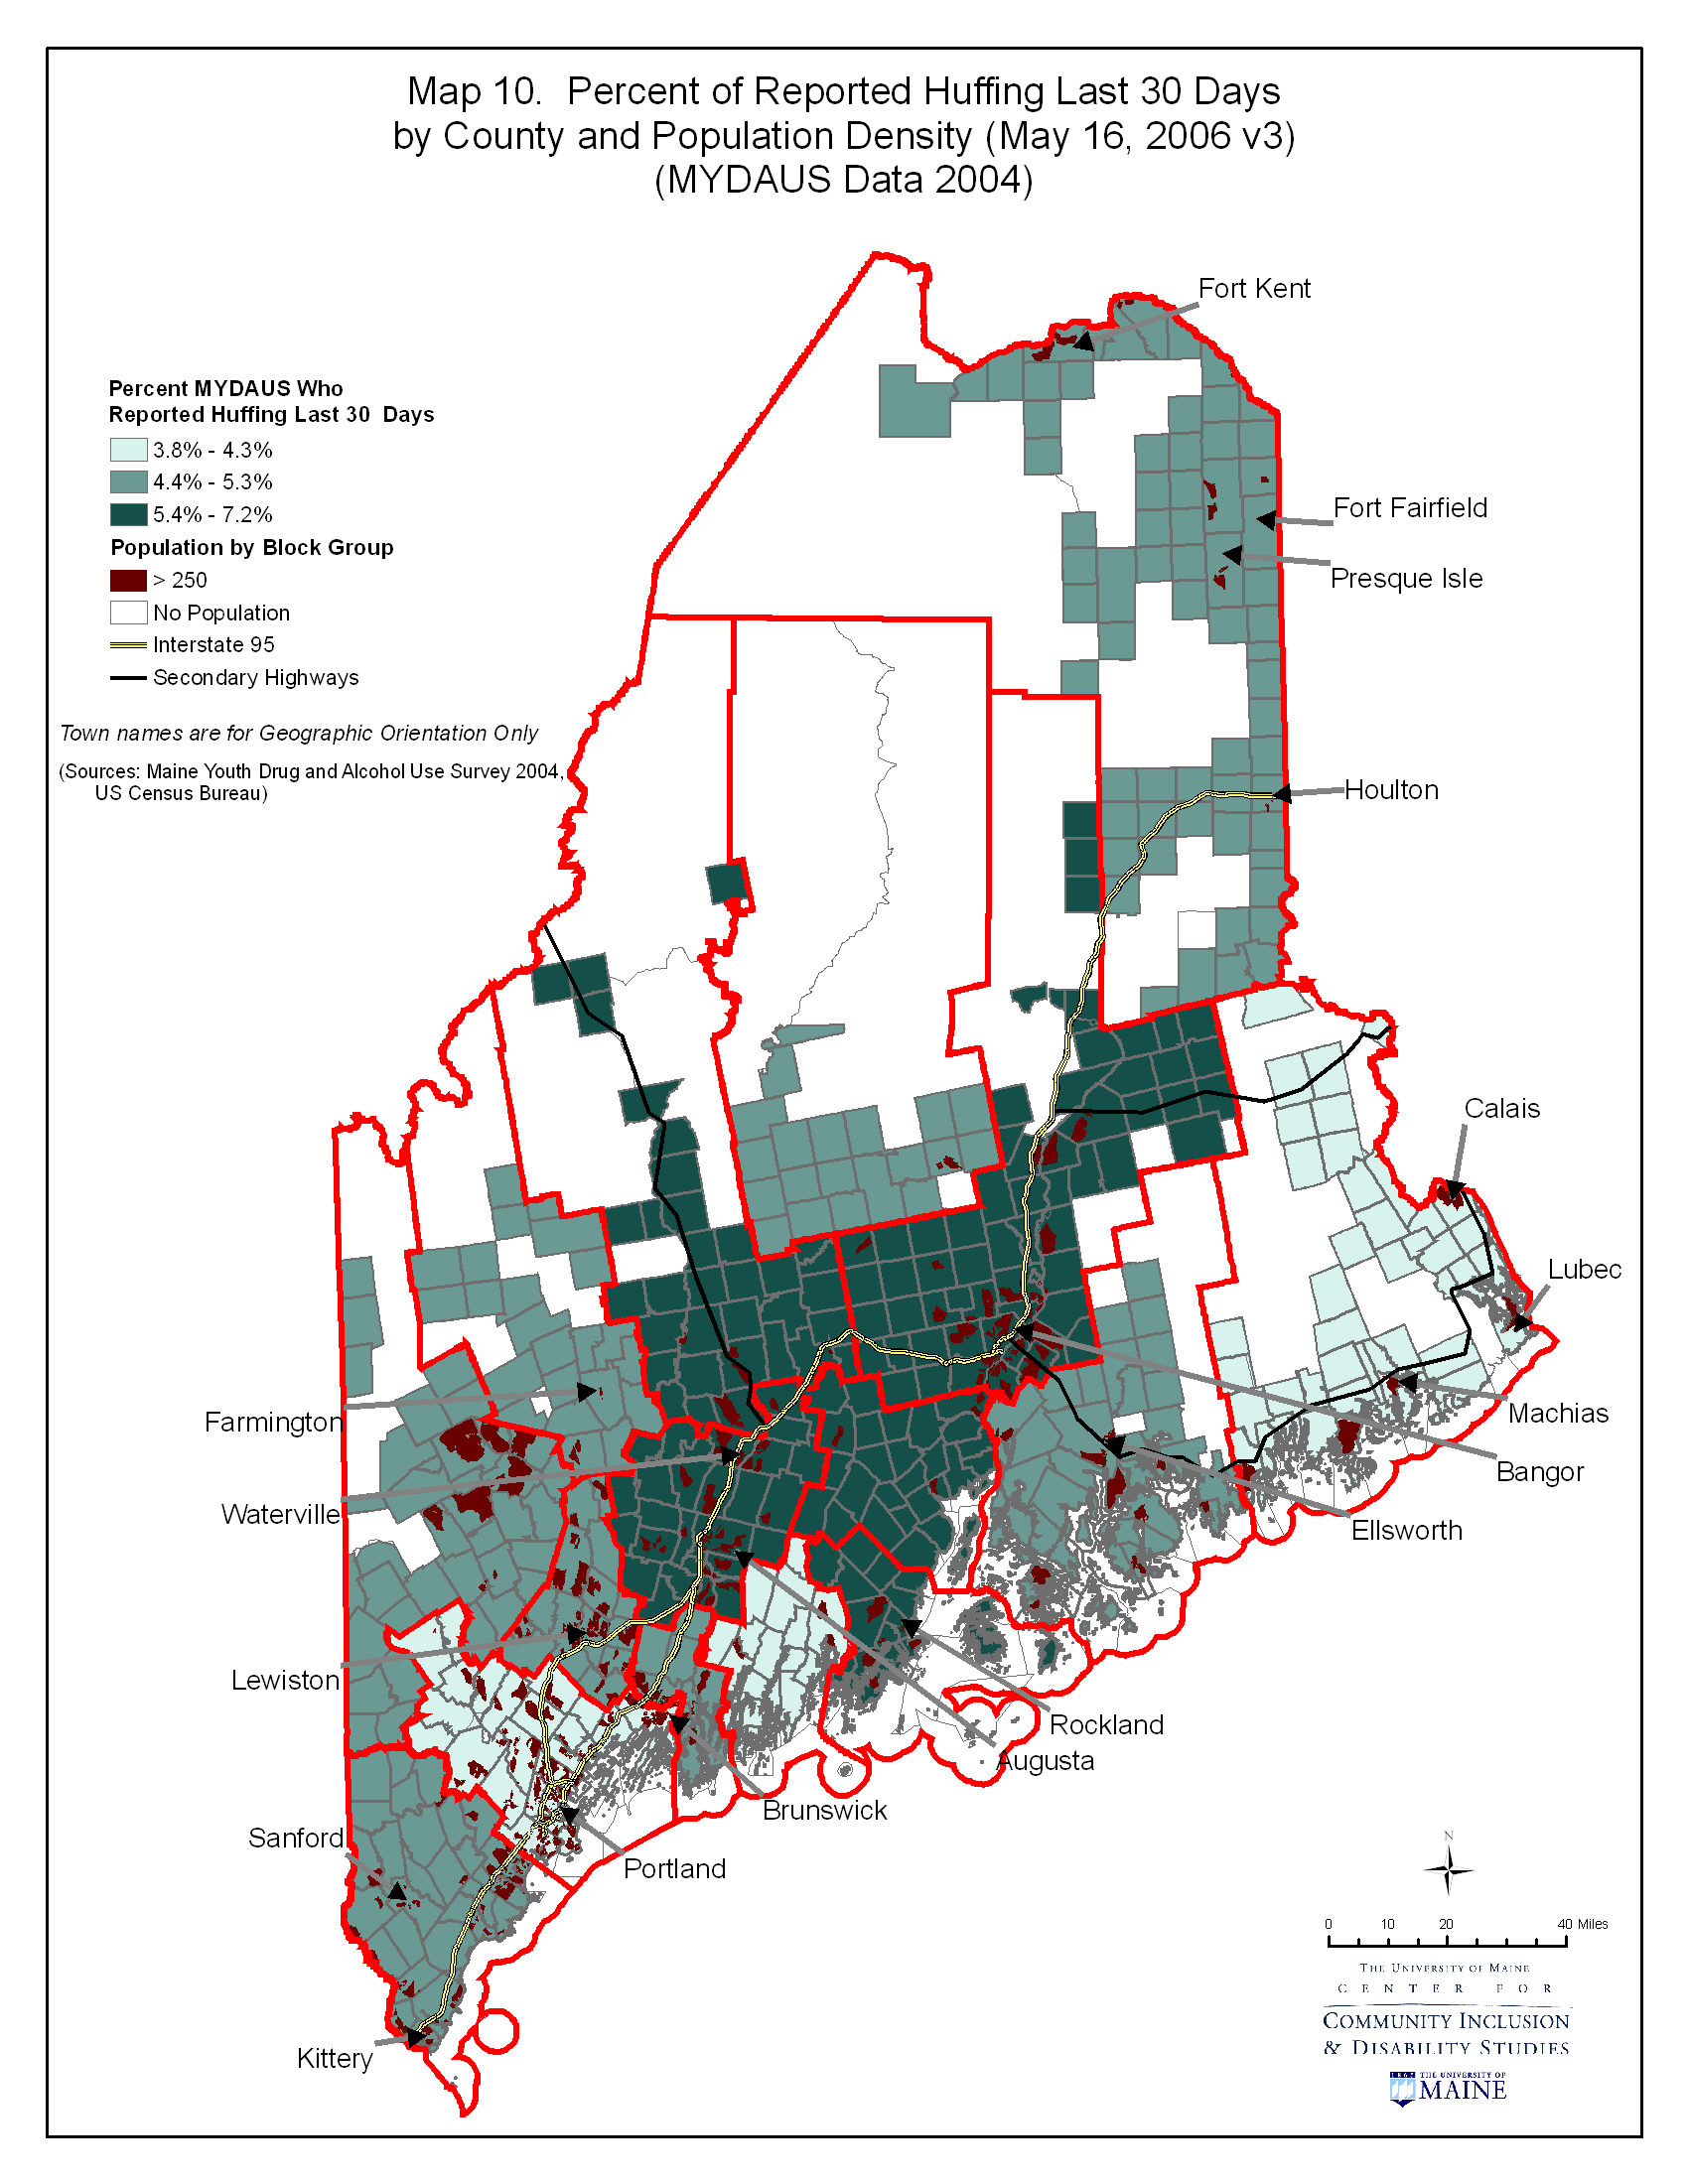 Map 10.  Percent of Reported Huffing Last 30 Days
by County and Population Density (May 16, 2006 v3)
(MYDAUS Data 2004)
Fort Kent
Percent MYDAUS Who
Reported Huffing Last 30  Days
3.8% - 4.3%
4.4% - 5.3%
5.4% - 7.2%
Population by Block Group
> 250
No Population
Interstate 95
Secondary Highways
Town names are for Geographic Orientation Only
(Sources: Maine Youth Drug and Alcohol Use Survey 2004,
US Census Bureau)
Fort Fairfield
Presque Isle
Houlton
Calais
Lubec
Farmington
Machias
Bangor
Waterville
Ellsworth
Lewiston
Rockland
Augusta
Brunswick
Sanford
Portland
Kittery
N
0 10 20 40 Miles
THE UNIVERSITY OF MAINE
CENTER FOR
COMMUNITY INCLUSION
& DISABILITY STUDIES
1865 THE UNIVERSITY OF
MAINE